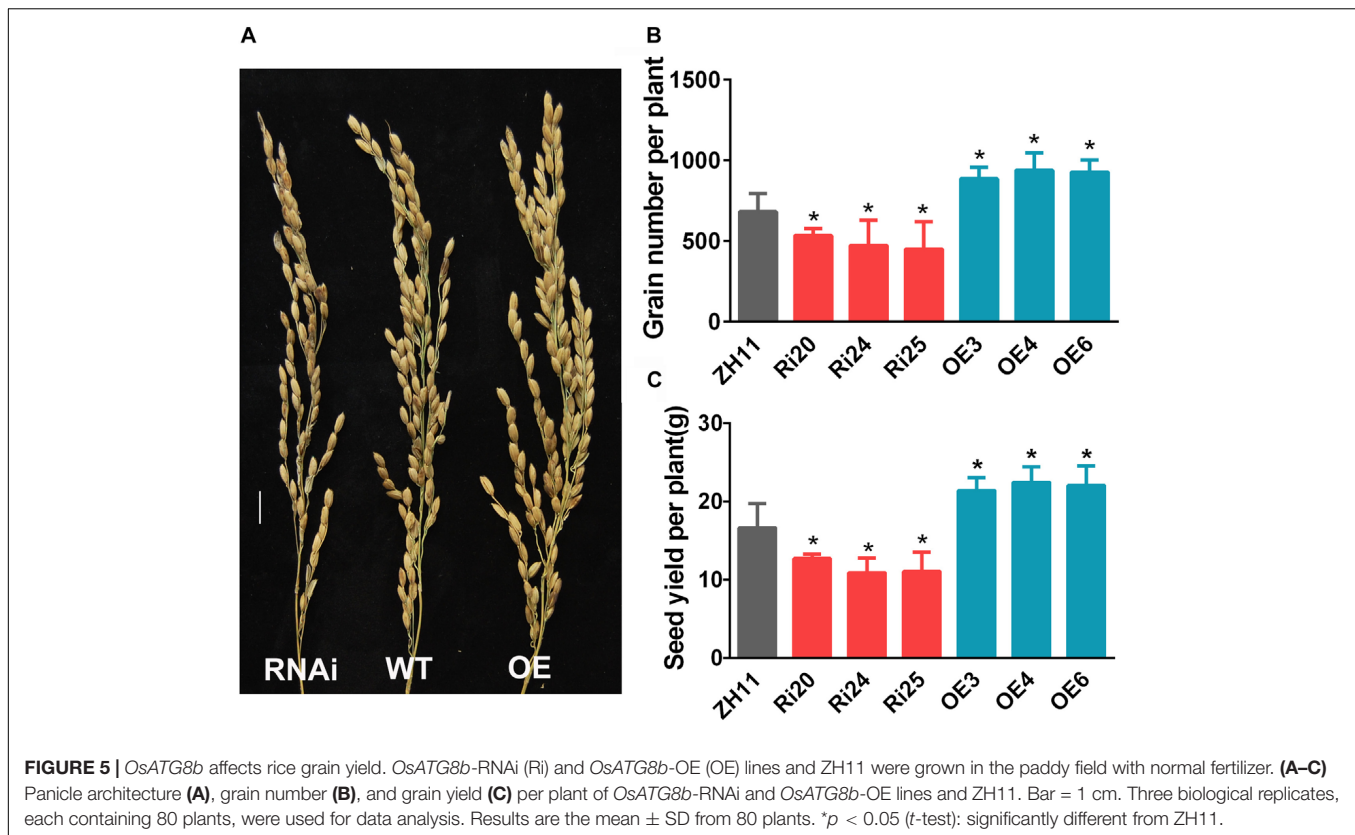 A
RNAi WT OE
B
Grain number per plant
1500
1000
500
0
* * * * * *
ZH11 Ri20 Ri24 Ri25 OE3 OE4 OE6
C
Seed yield per plant(g)
30
20
10
0
* * * * * *
ZH11 Ri20 Ri24 Ri25 OE3 OE4 OE6
FIGURE 5 | OsATG8b affects rice grain yield. OsATG8b-RNAi (Ri) and OsATG8b-OE (OE) lines and ZH11 were grown in the paddy field with normal fertilizer. (A–C)
Panicle architecture (A), grain number (B), and grain yield (C) per plant of OsATG8b-RNAi and OsATG8b-OE lines and ZH11. Bar = 1 cm. Three biological replicates,
each containing 80 plants, were used for data analysis. Results are the mean ± SD from 80 plants. *p < 0.05 (t-test): significantly different from ZH11.